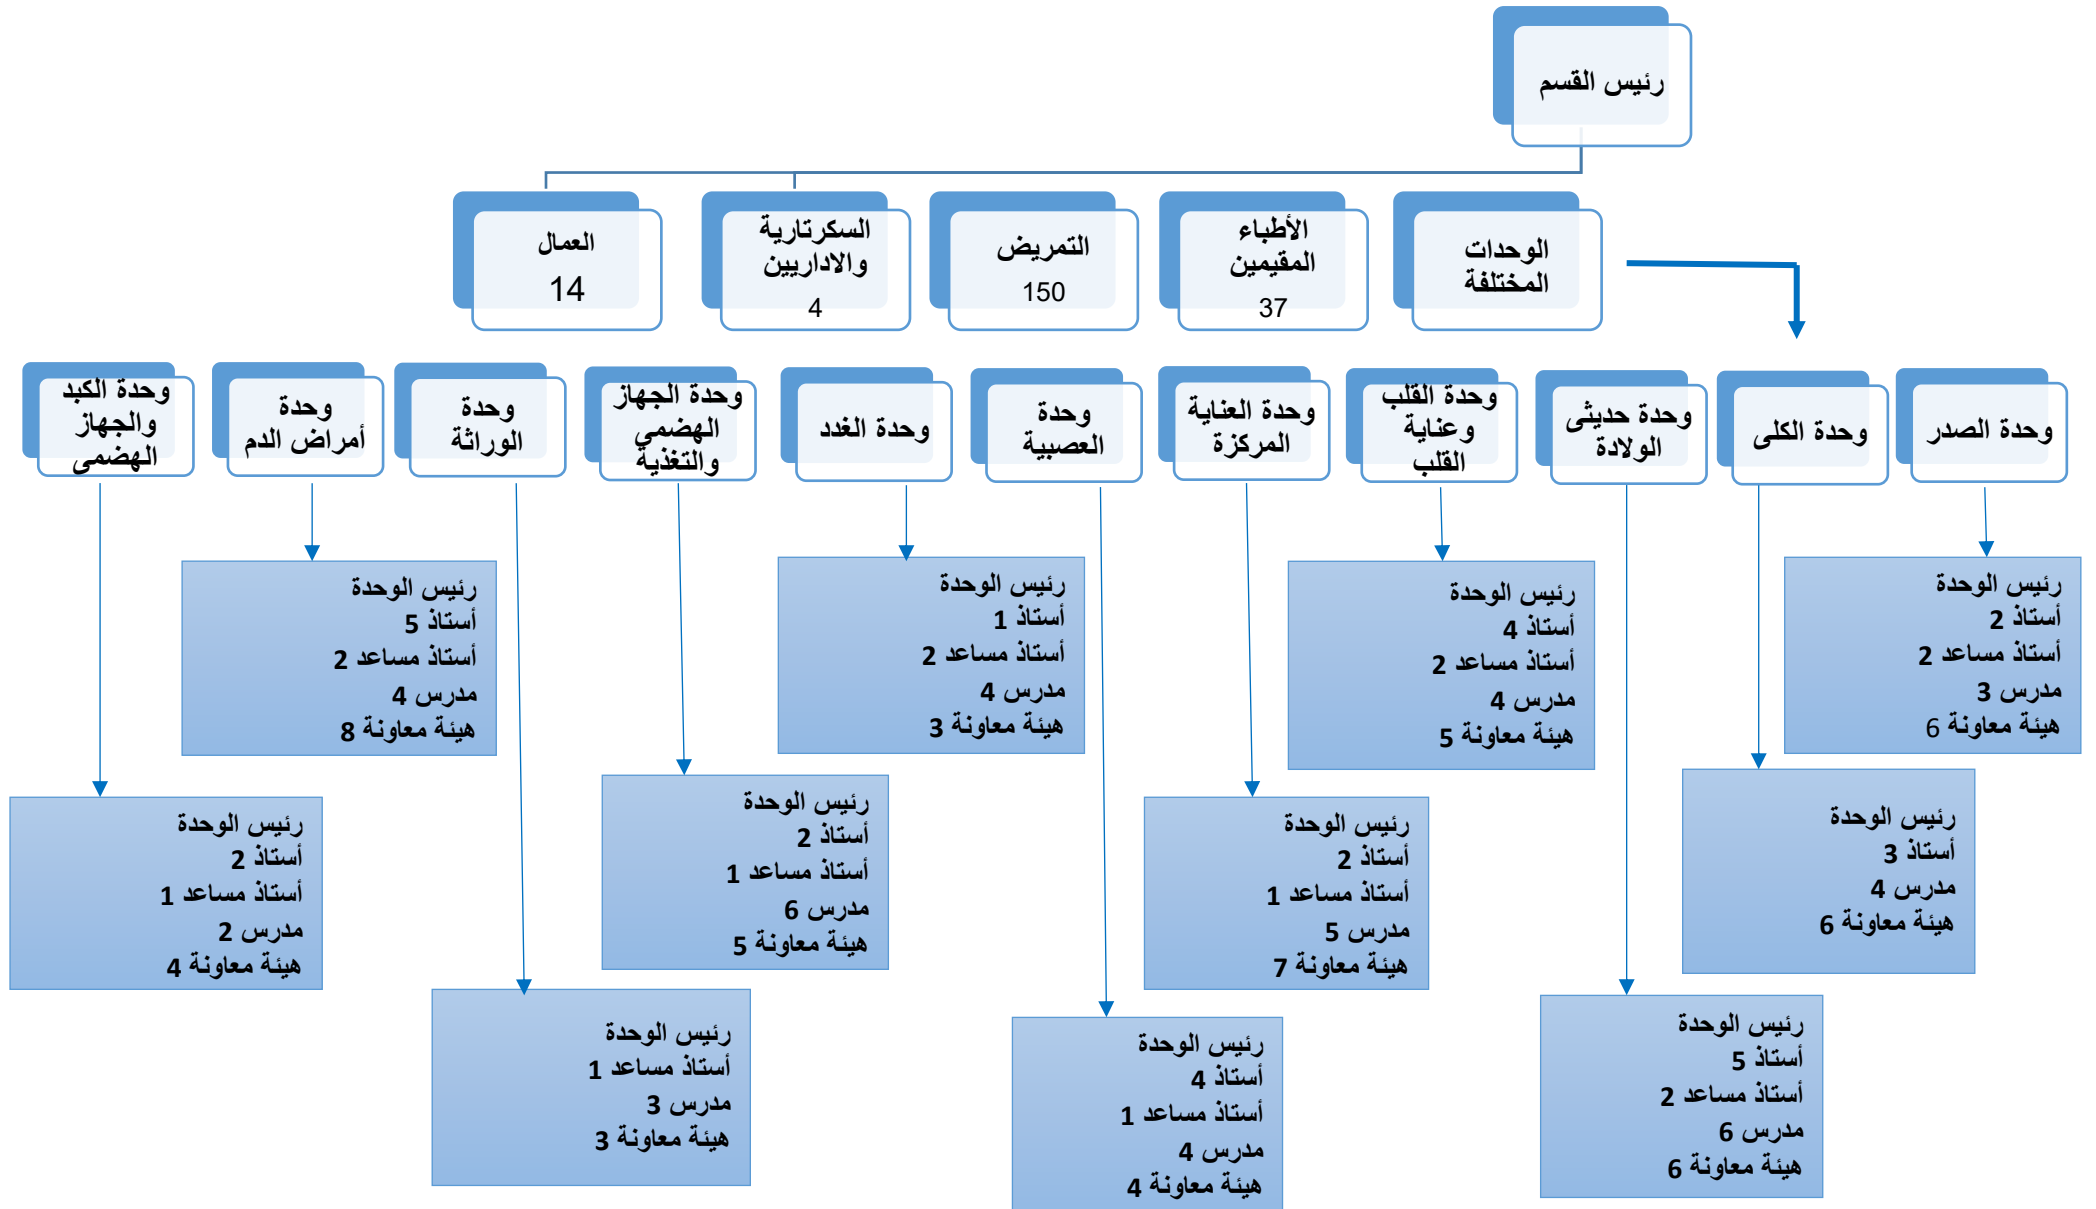 رئيس القسم
الوحدات
المختلفة
الأطباء
المقيمين
37
التمريض
150
السكرتارية
والاداريين
4
العمال
14
وحدة الصدر
وحدة الكلى
وحدة حديثى
الولادة
وحدة القلب
وعناية
القلب
وحدة العناية
المركزة
وحدة
العصبية
وحدة الغدد
وحدة الجهاز
الهضمي
والتغذية
وحدة
الوراثة
وحدة
أمراض الدم
وحدة الكبد
والجهاز
الهضمى
رئيس الوحدة
أستاذ 2
أستاذ مساعد 2
مدرس 3
هيئة معاونة 6
رئيس الوحدة
أستاذ 3
مدرس 4
هيئة معاونة 6
رئيس الوحدة
أستاذ 5
أستاذ مساعد 2
مدرس 6
هيئة معاونة 6
رئيس الوحدة
أستاذ 4
أستاذ مساعد 2
مدرس 4
هيئة معاونة 5
رئيس الوحدة
أستاذ 2
أستاذ مساعد 1
مدرس 5
هيئة معاونة 7
رئيس الوحدة
أستاذ 4
أستاذ مساعد 1
مدرس 4
هيئة معاونة 4
رئيس الوحدة
أستاذ 1
أستاذ مساعد 2
مدرس 4
هيئة معاونة 3
رئيس الوحدة
أستاذ 2
أستاذ مساعد 1
مدرس 6
هيئة معاونة 5
رئيس الوحدة
أستاذ مساعد 1
مدرس 3
هيئة معاونة 3
رئيس الوحدة
أستاذ 5
أستاذ مساعد 2
مدرس 4
هيئة معاونة 8
رئيس الوحدة
أستاذ 2
أستاذ مساعد 1
مدرس 2
هيئة معاونة 4